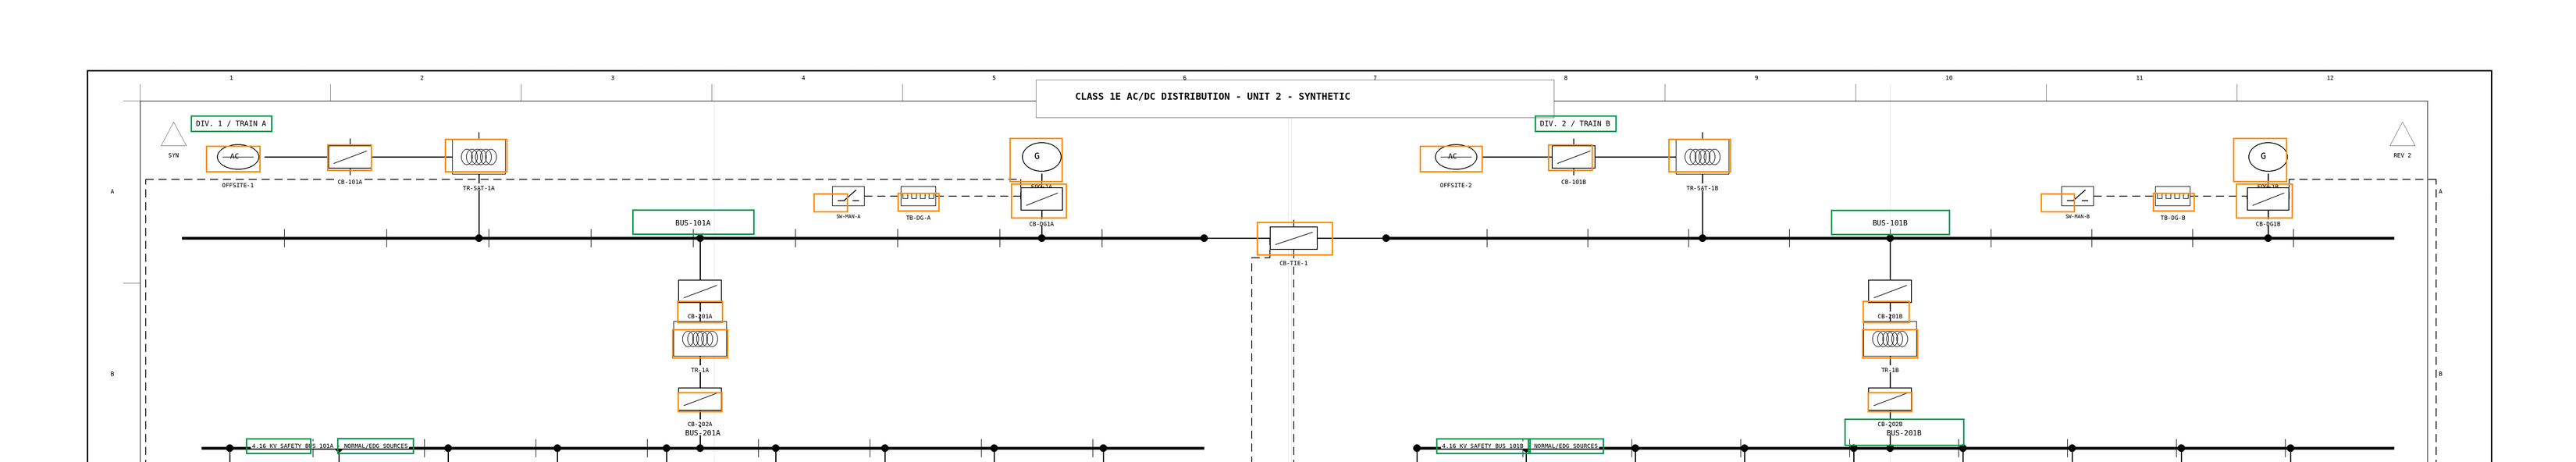 1 2 3 4 5 6 7 8 9 10 11 12
CLASS 1E AC/DC DISTRIBUTION - UNIT 2 - SYNTHETIC
DIV. 1 / TRAIN A
DIV. 2 / TRAIN B
SYN
AC
G
AC
G
REV 2
OFFSITE-1
CB-101A
TR-SAT-1A
OFFSITE-2
CB-101B
TR-SAT-1B
A
A
SW-MAN-A
TB-DG-A
CB-DG1A
SW-MAN-B
TB-DG-B
CB-DG1B
BUS-101A
BUS-101B
CB-TIE-1
CB-201A
CB-201B
TR-1A
TR-1B
B
B
CB-202A
BUS-201A
CB-202B
BUS-201B
4.16 KV SAFETY BUS 101A - NORMAL/EDG SOURCES
4.16 KV SAFETY BUS 101B - NORMAL/EDG SOURCES